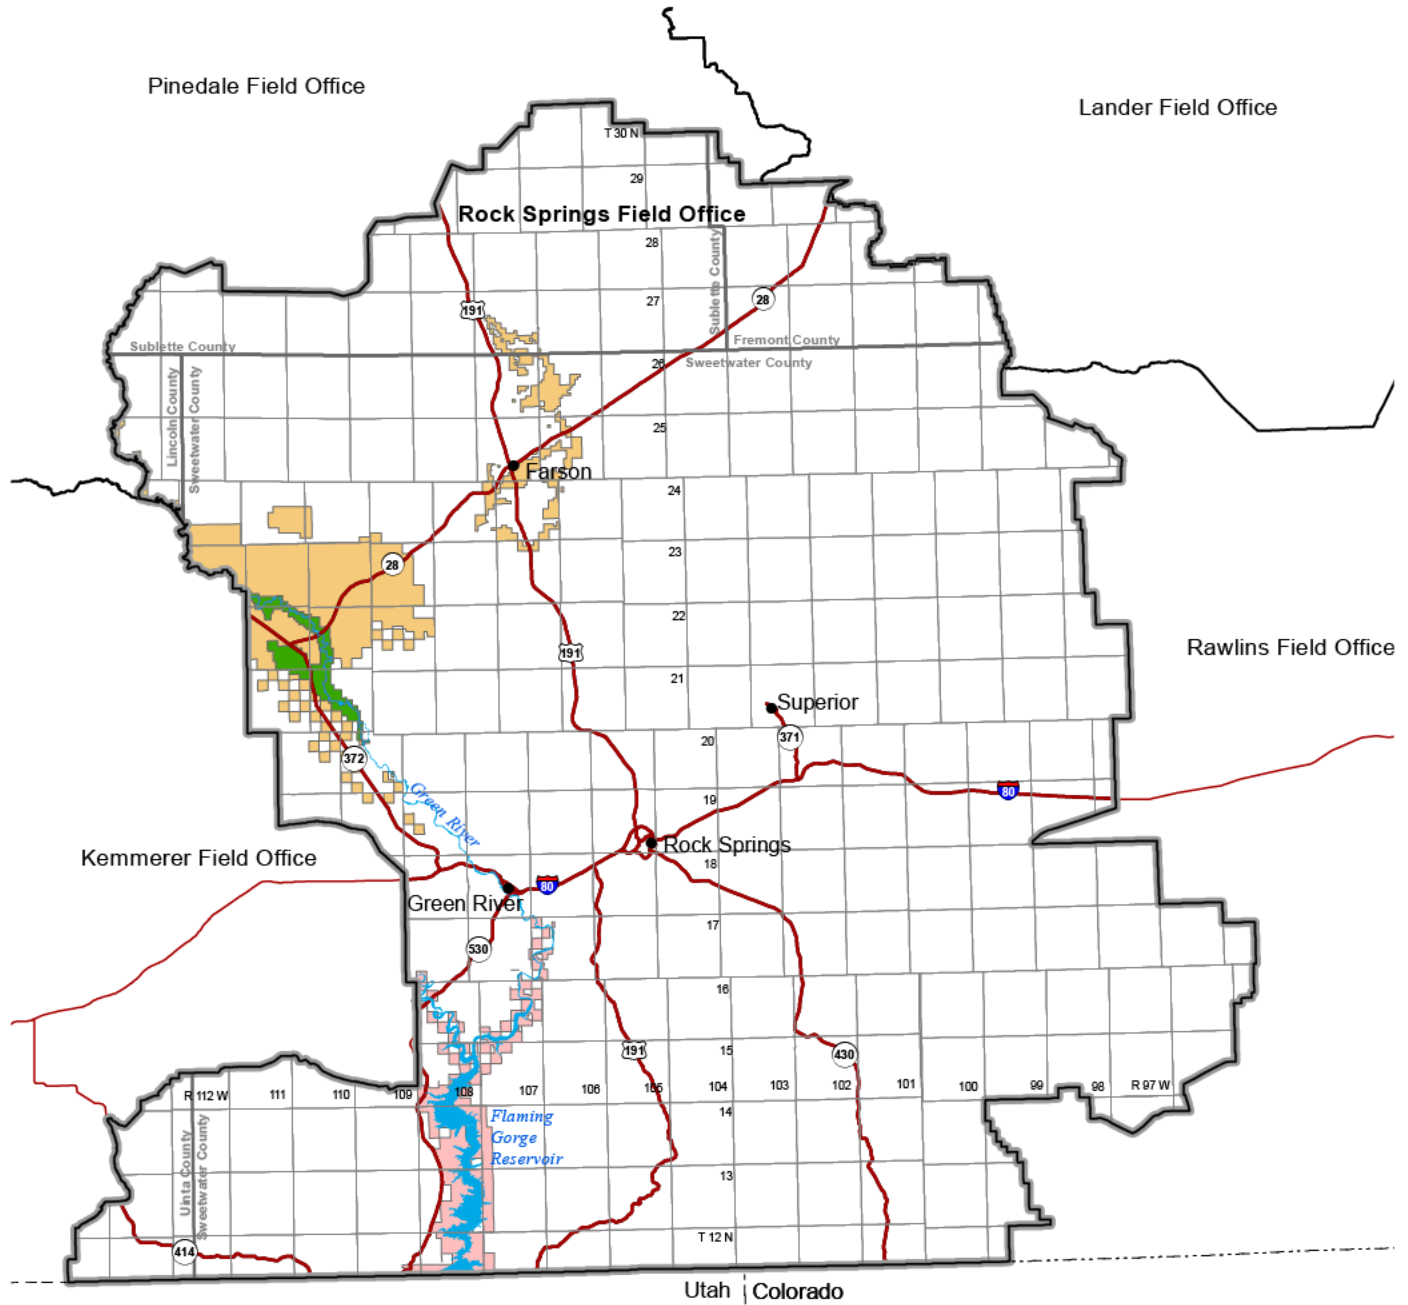 Pinedale Field Office
Lander Field Office
T 30 N
29
Rock Springs Field Office
28
Sublette County
27
28
191
Sublette County
Fremont County
26
Sweetwater County
Lincoln County
Sweetwater County
25
Farson
24
23
28
22
191
Rawlins Field Office
21
Superior
371
20
372
80
Green River
19
Rock Springs
Kemmerer Field Office
18
80
Green River
17
530
16
191
15
430
R 112 W
111
110
109
108
107
106
105
104
103
102
101
100
99
98
R 97 W
14
Flaming
Gorge
Reservoir
Uinta County
Sweetwater County
13
T 12 N
414
Utah
Colorado